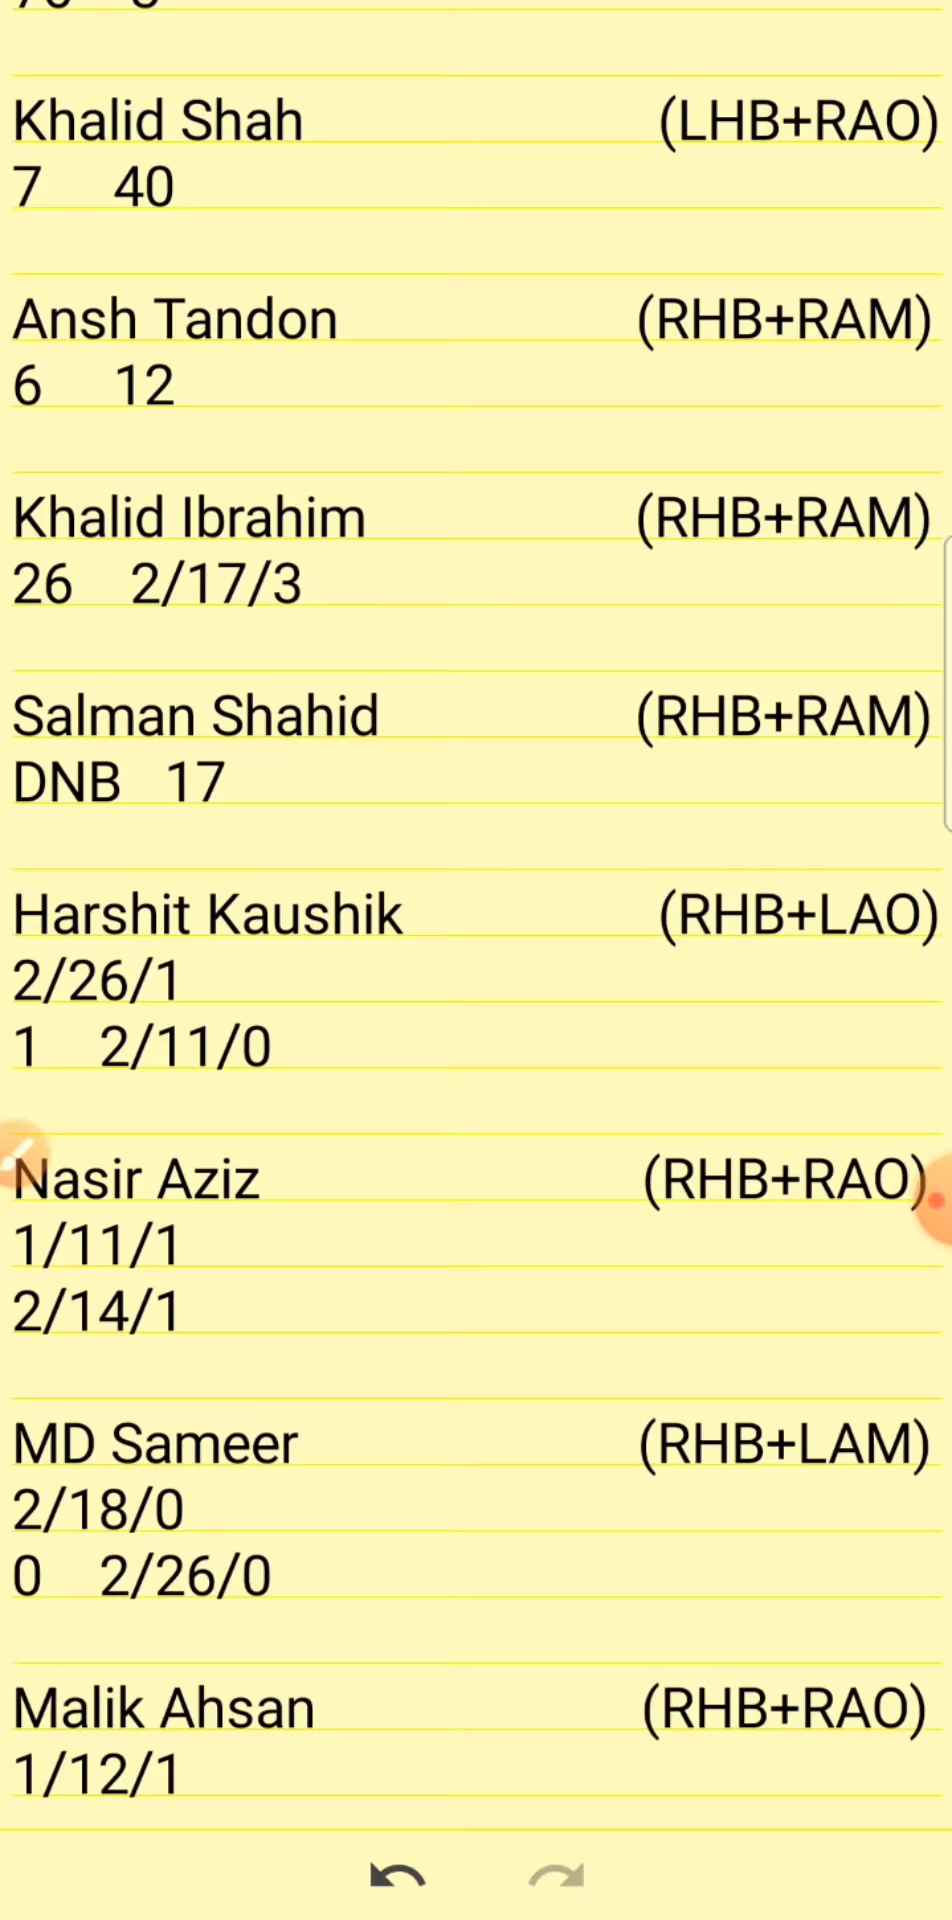 Khalid Shah (LHB+RAO)
7 40
Ansh Tandon (RHB+RAM)
6 12
Khalid Ibrahim (RHB+RAM)
26 2/17/3
Salman Shahid (RHB+RAM)
DNB 17
Harshit Kaushik (RHB+LAO)
2/26/1
1 2/11/0
Nasir Aziz (RHB+RAO)
1/11/1
2/14/1
MD Sameer (RHB+LAM)
2/18/0
0 2/26/0
Malik Ahsan (RHB+RAO)
1/12/1